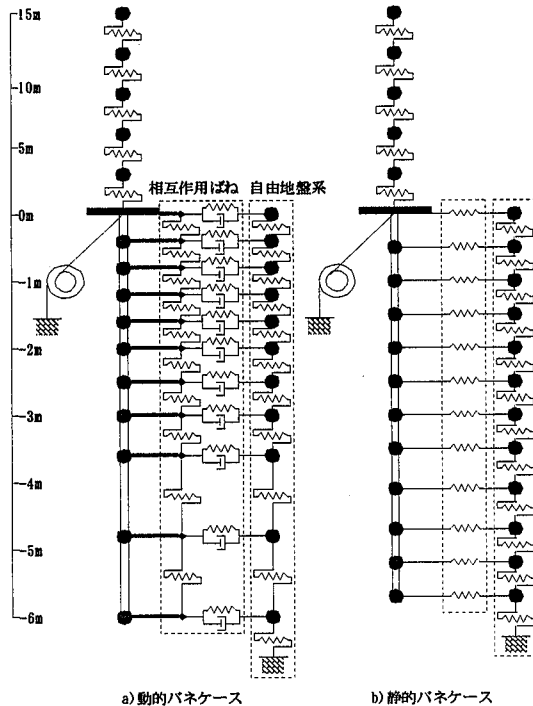 15m
10m
5m
0m
-1m
-2m
-3m
-4m
-5m
-6m
相互作用ばね 自由地盤系
a)動的バネケース
b)静的バネケース